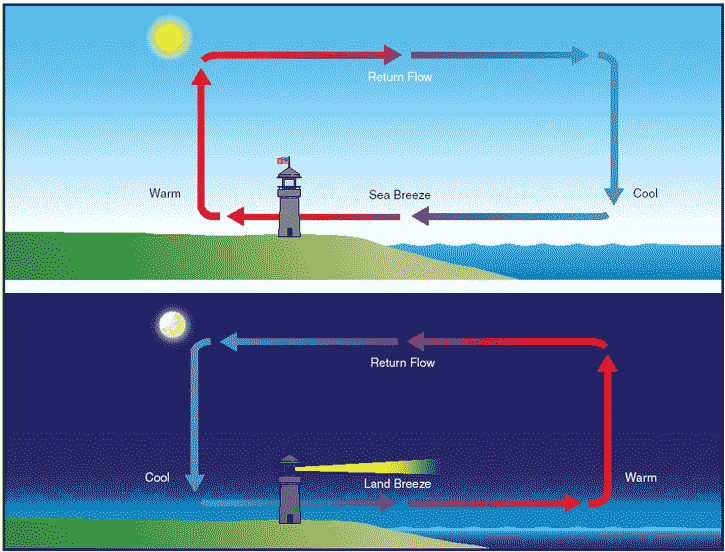 Return Flow
Warm
Sea Breeze
Cool
Return Flow
Cool
Land Breeze
Warm